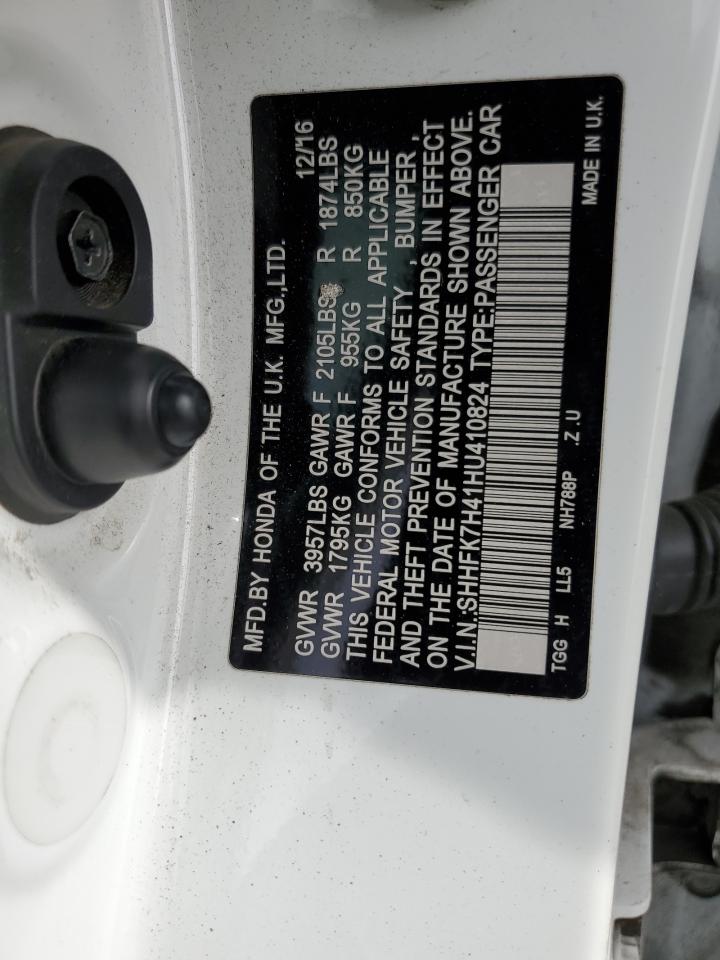 MFD.BY HONDA OF THE U.K. MFG.,LTD. 12/16
GVWR 3957LBS GAWR F 2105LBS R 1874LBS
GVWR 1795KG GAWR F 955KG R 850KG
THIS VEHICLE CONFORMS TO ALL APPLICABLE
FEDERAL MOTOR VEHICLE SAFETY , BUMPER ,
AND THEFT PREVENTION STANDARDS IN EFFECT
ON THE DATE OF MANUFACTURE SHOWN ABOVE.
V.I.N.:SHHFK7H41HU410824 TYPE:PASSENGER CAR
TGG H LL5 NH788P .Z.U
MADE IN U.K.